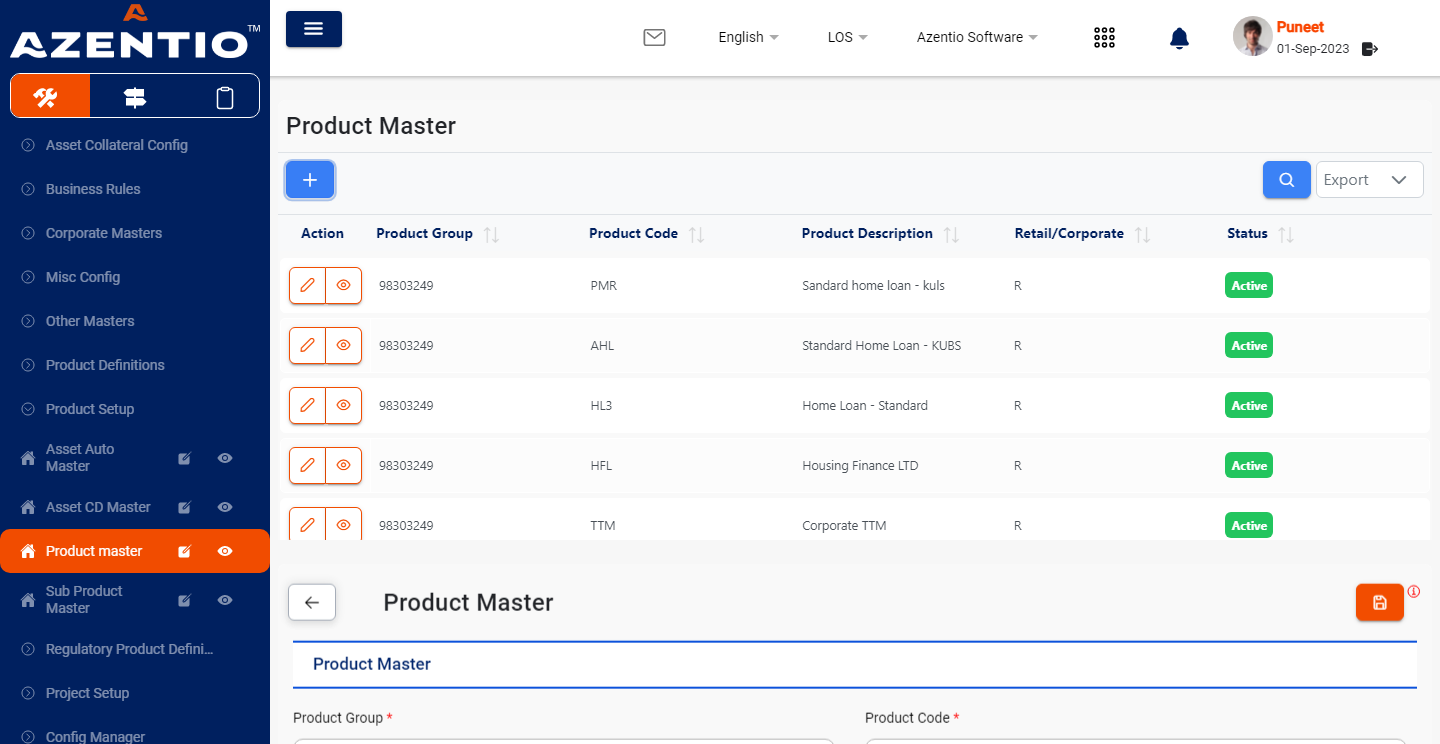 AZENTIO™
English
LOS
Azentio Software
Puneet
01-Sep-2023
Asset Collateral Config
Business Rules
Corporate Masters
Misc Config
Other Masters
Product Definitions
Product Setup
Asset Auto
Master
Asset CD Master
Product master
Sub Product
Master
Regulatory Product Defini...
Project Setup
Config Manager
Product Master
Export
Action Product Group Product Code Product Description Retail/Corporate Status
98303249 PMR Sandard home loan - kuls R Active
98303249 AHL Standard Home Loan - KUBS R Active
98303249 HL3 Home Loan - Standard R Active
98303249 HFL Housing Finance LTD R Active
98303249 TTM Corporate TTM R Active
Product Master
Product Master
Product Group * Product Code *